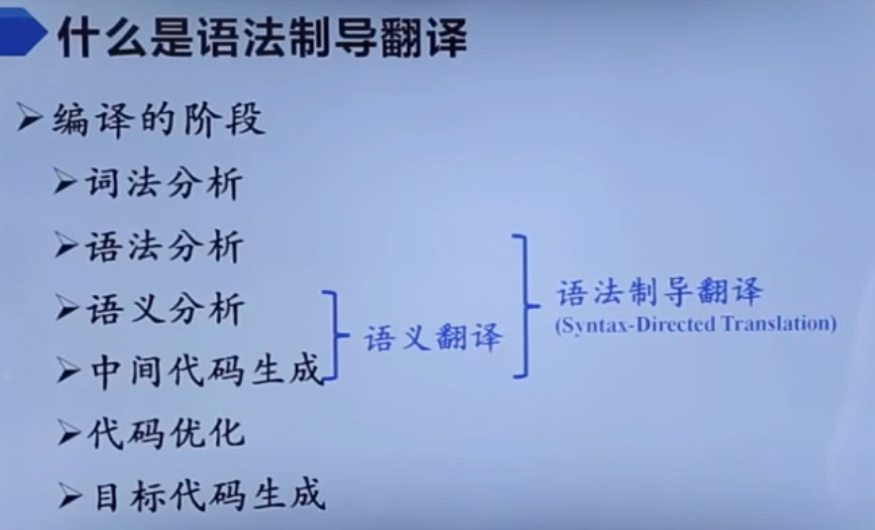 什么是语法制导翻译
编译的阶段
词法分析
语法分析
语义分析
中间代码生成
代码优化
目标代码生成
语义翻译
语法制导翻译
(Syntax-Directed Translation)